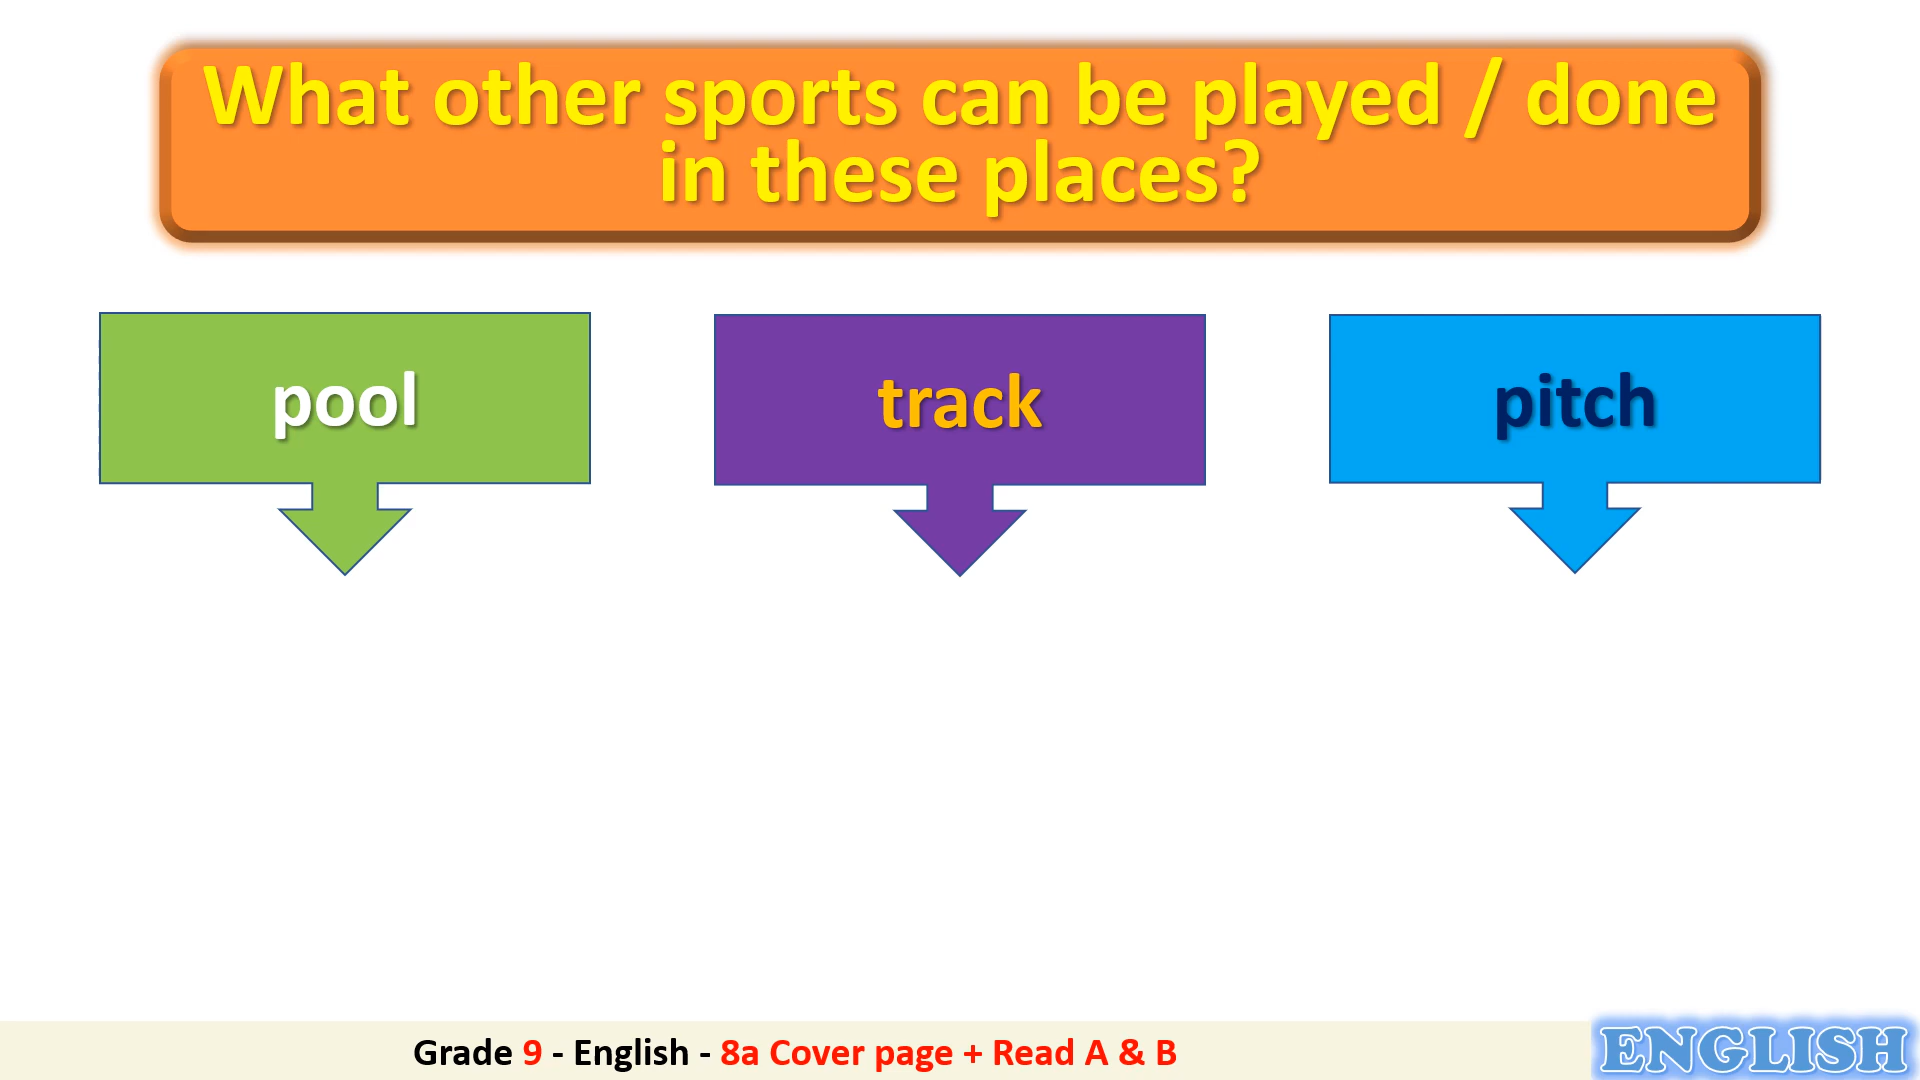 What other sports can be played / done
in these places?
pool
track
pitch
Grade 9 - English - 8a Cover page + Read A & B
ENGLISH